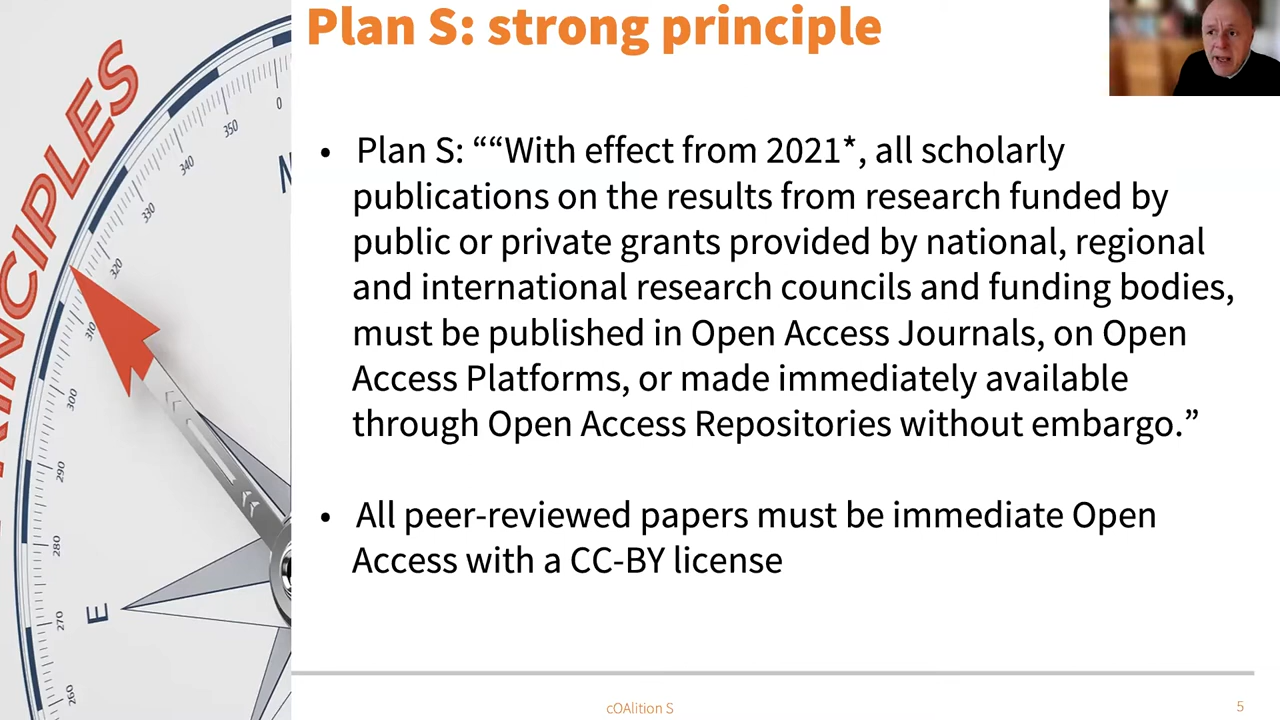 Plan S: strong principle
• Plan S: ““With effect from 2021*, all scholarly
publications on the results from research funded by
public or private grants provided by national, regional
and international research councils and funding bodies,
must be published in Open Access Journals, on Open
Access Platforms, or made immediately available
through Open Access Repositories without embargo.”
• All peer-reviewed papers must be immediate Open
Access with a CC-BY license
cOAlition S
5
0
350
340
330
320
310
300
290
280
270
260
N
E